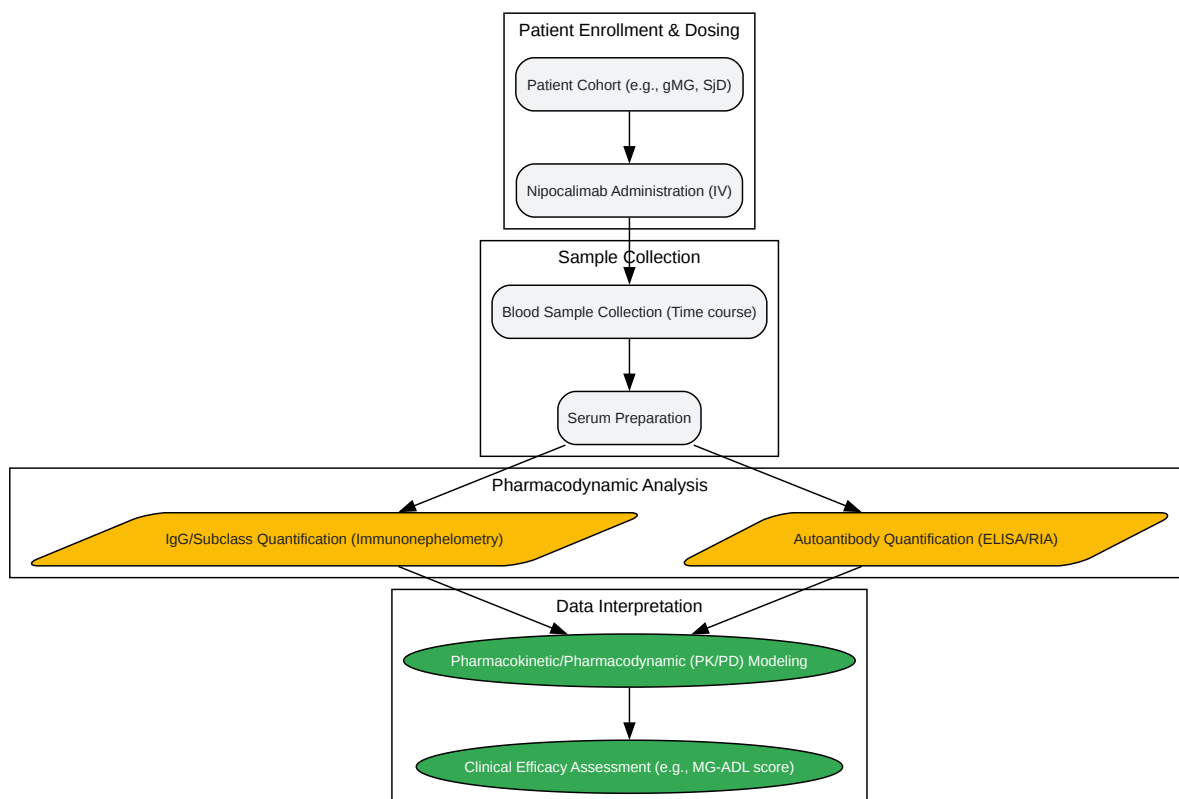 Patient Enrollment & Dosing
Patient Cohort (e.g., gMG, SjD)
Nipocalimab Administration (IV)
Sample Collection
Blood Sample Collection (Time course)
Serum Preparation
Pharmacodynamic Analysis
IgG/Subclass Quantification (Immunonephelometry)
Autoantibody Quantification (ELISA/RIA)
Data Interpretation
Pharmacokinetic/Pharmacodynamic (PK/PD) Modeling
Clinical Efficacy Assessment (e.g., MG-ADL score)